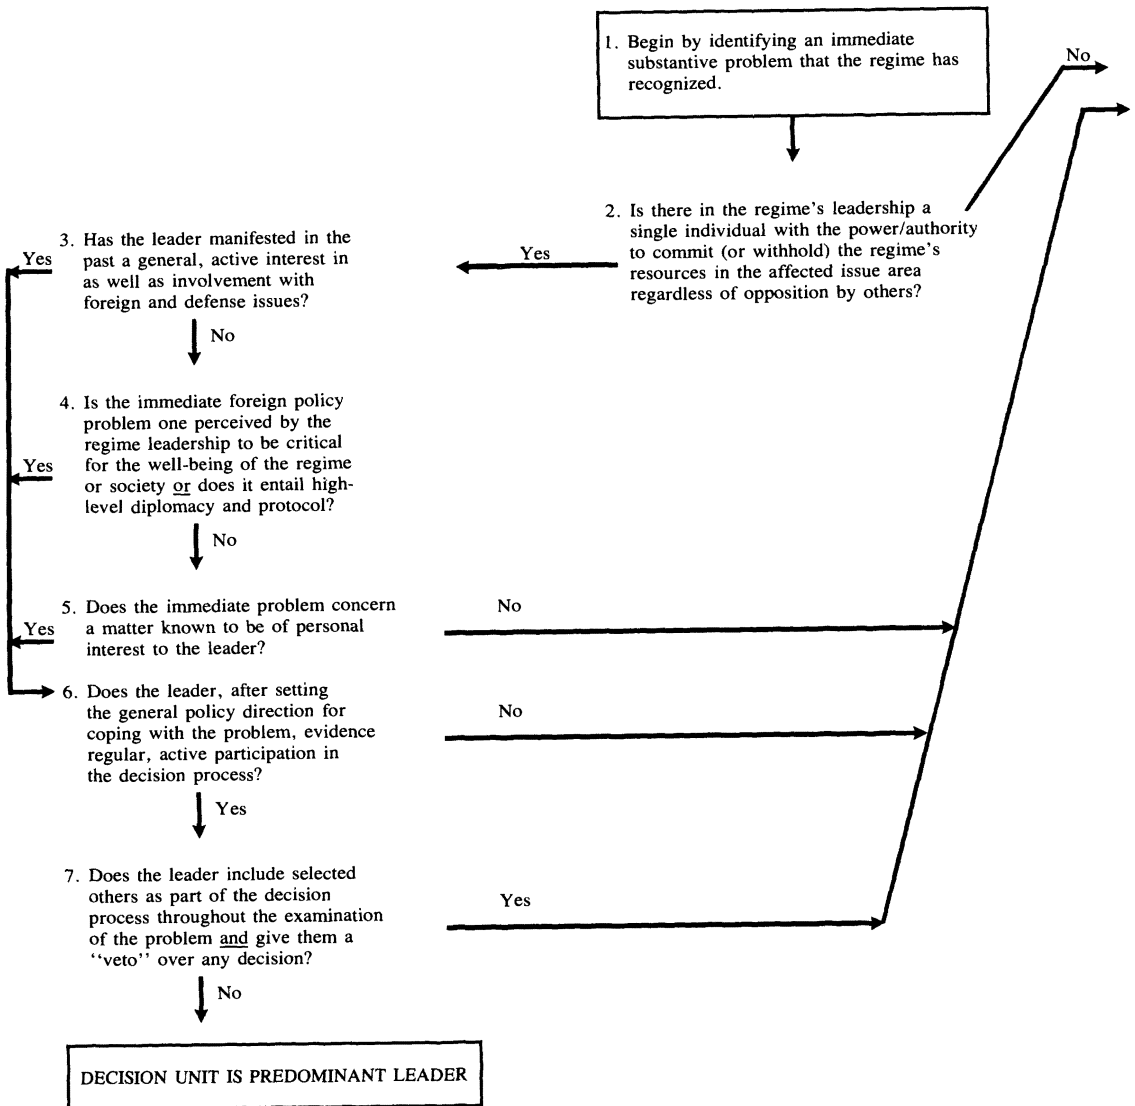 1. Begin by identifying an immediate
substantive problem that the regime has
recognized.
No
2. Is there in the regime's leadership a
single individual with the power/authority
to commit (or withhold) the regime's
resources in the affected issue area
regardless of opposition by others?
Yes
3. Has the leader manifested in the
past a general, active interest in
as well as involvement with
foreign and defense issues?
Yes
No
4. Is the immediate foreign policy
problem one perceived by the
regime leadership to be critical
for the well-being of the regime
or society or does it entail high-
level diplomacy and protocol?
Yes
No
5. Does the immediate problem concern
a matter known to be of personal
interest to the leader?
Yes
No
6. Does the leader, after setting
the general policy direction for
coping with the problem, evidence
regular, active participation in
the decision process?
No
Yes
7. Does the leader include selected
others as part of the decision
process throughout the examination
of the problem and give them a
‘‘veto’’ over any decision?
Yes
No
DECISION UNIT IS PREDOMINANT LEADER